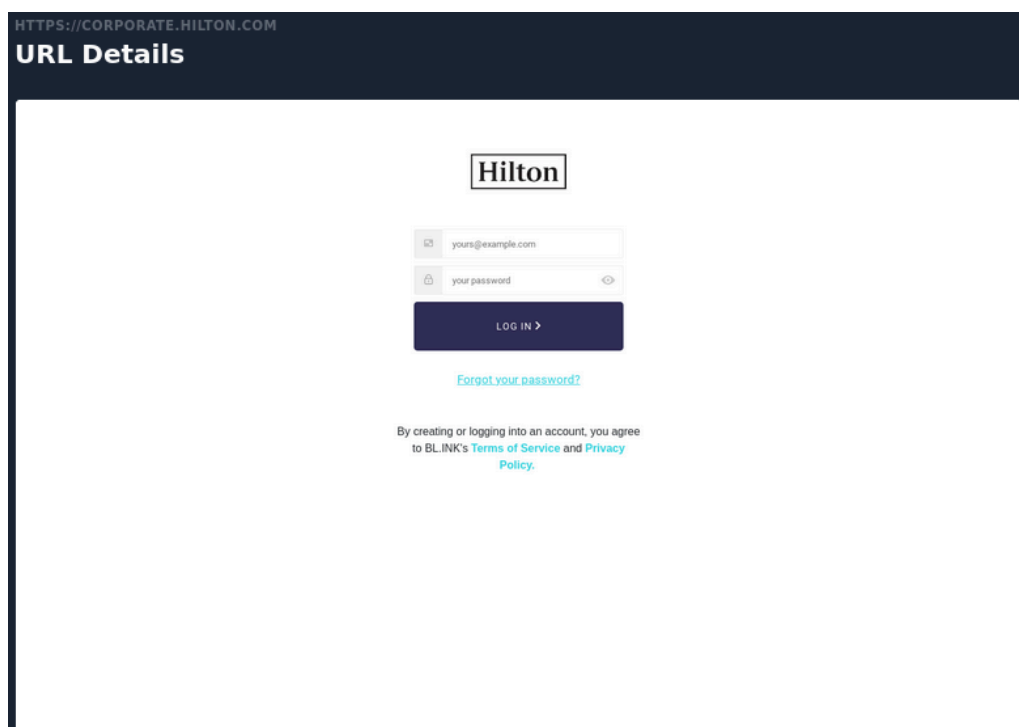 HTTPS://CORPORATE.HILTON.COM
URL Details
Hilton
yours@example.com
your password
LOG IN >
Forgot your password?
By creating or logging into an account, you agree
to BL.INK's Terms of Service and Privacy
Policy.